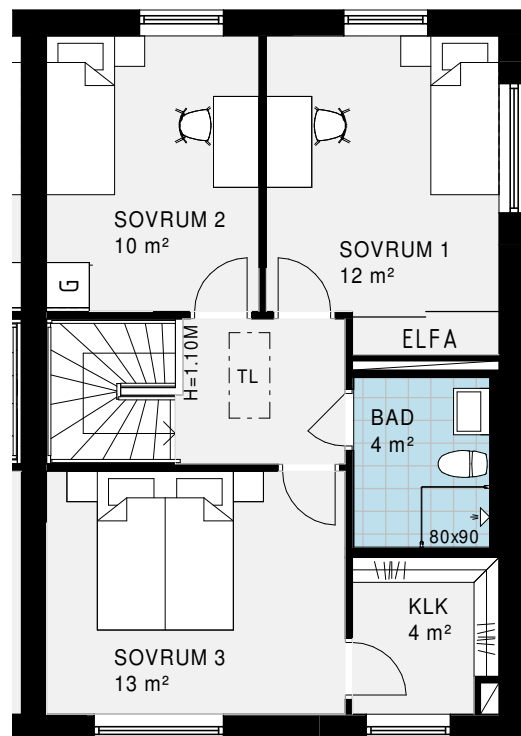 SOVRUM 2
10 m²
SOVRUM 1
12 m²
G
H=1.10M
TL
ELFA
BAD
4 m²
80x90
KLK
4 m²
SOVRUM 3
13 m²